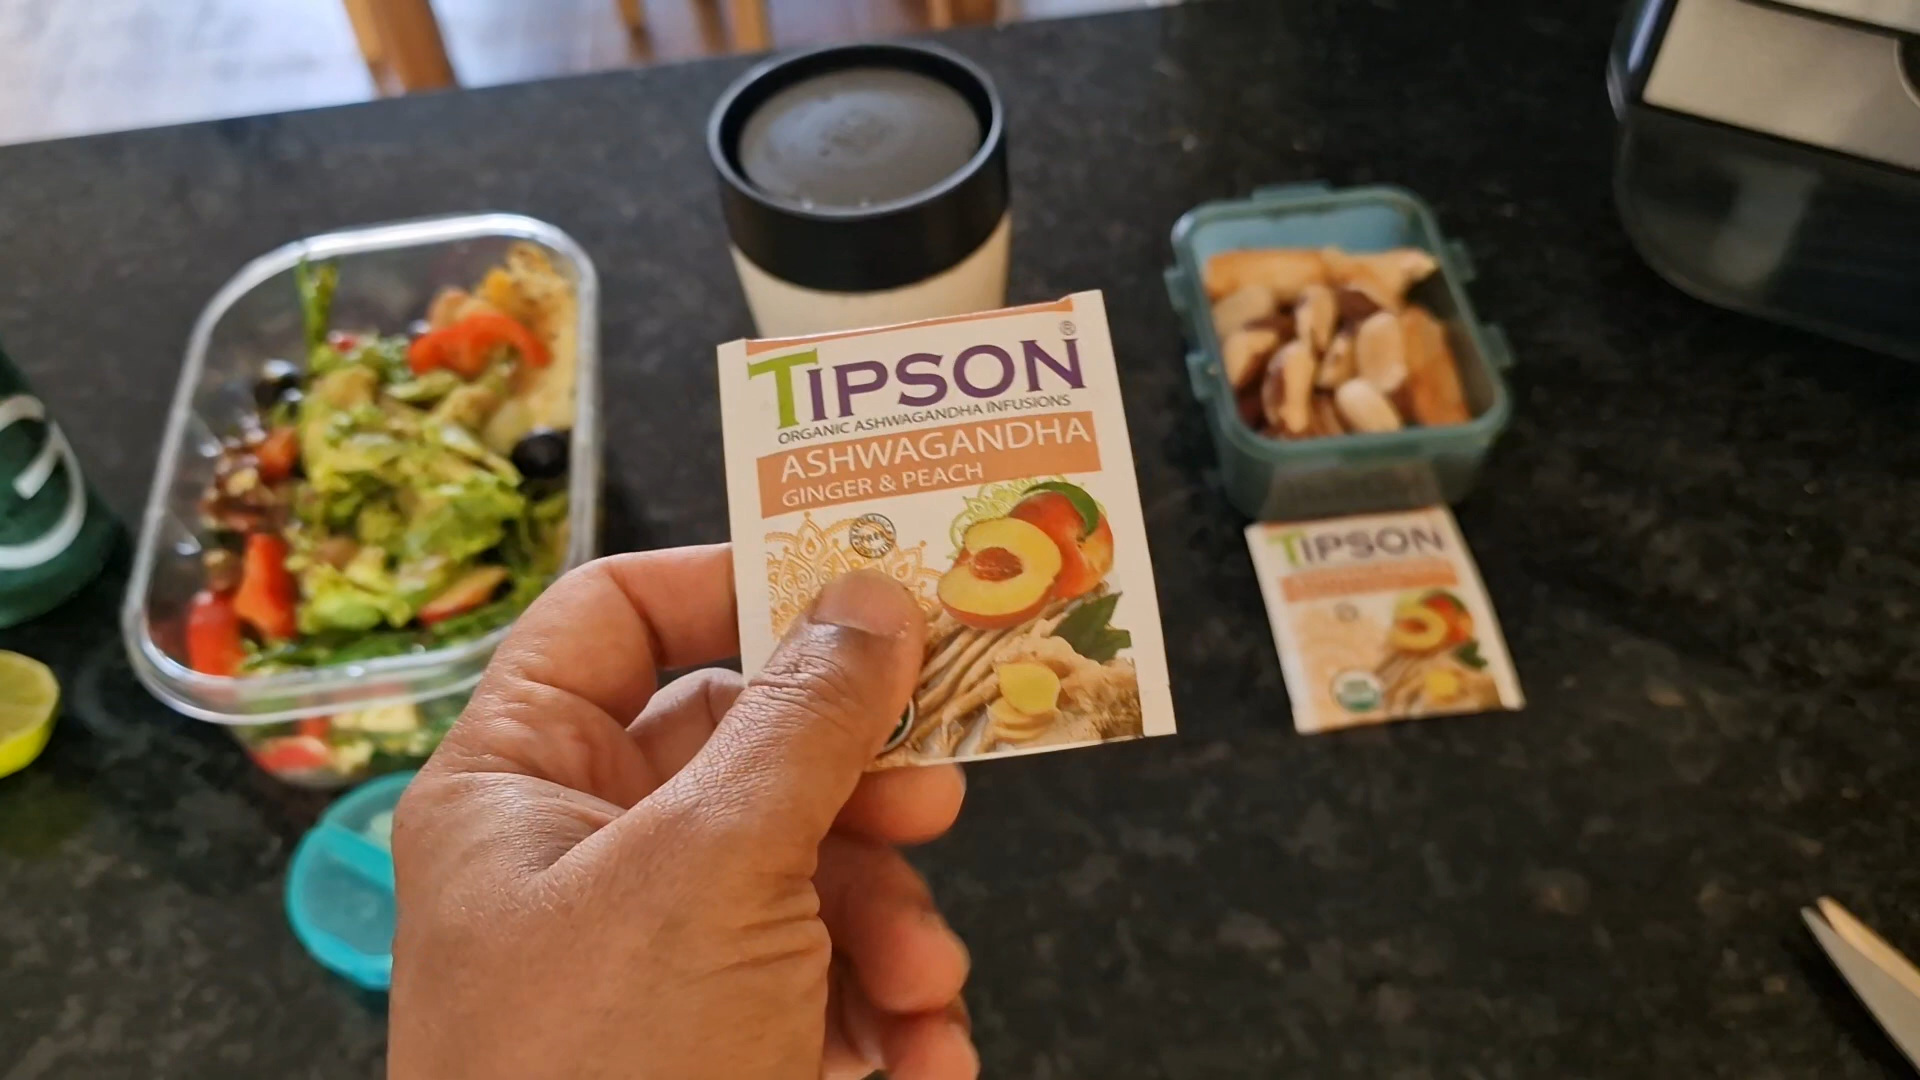 TIPSON®
ORGANIC ASHWAGANDHA INFUSIONS
ASHWAGANDHA
GINGER & PEACH
TIPSON